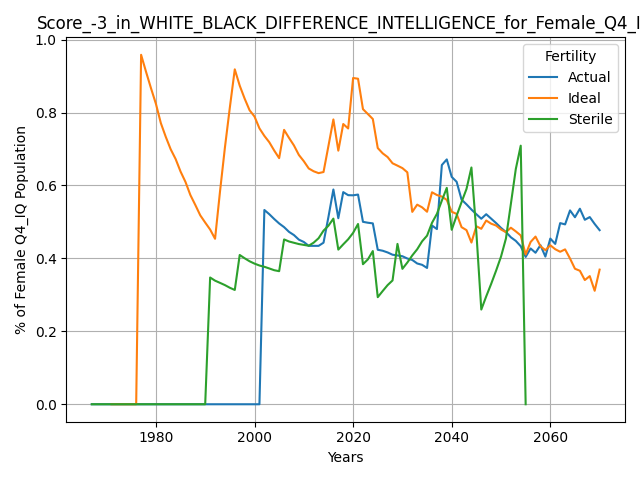 Score_-3_in_WHITE_BLACK_DIFFERENCE_INTELLIGENCE_for_Female_Q4_I
1.0
Fertility
Actual
Ideal
Sterile
0.8
0.6
0.4
0.2
0.0
% of Female Q4_IQ Population
1980
2000
2020
2040
2060
Years